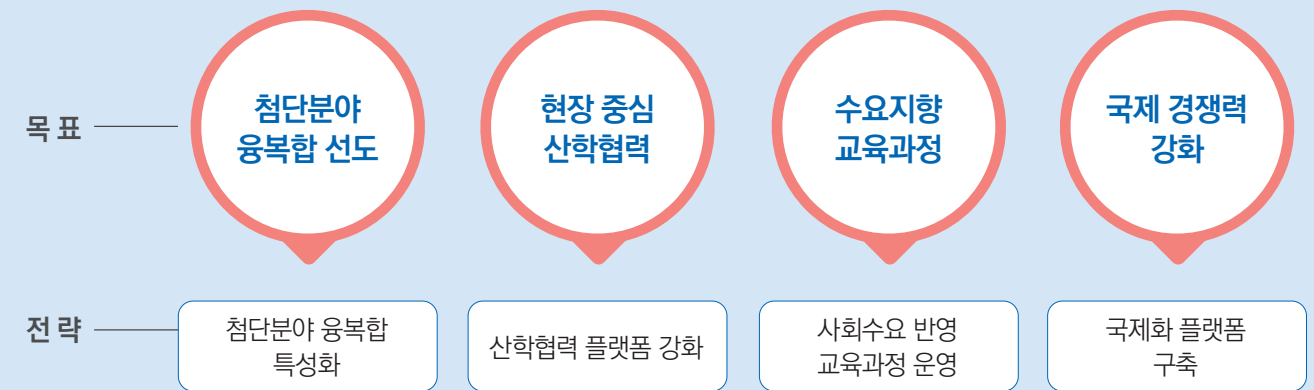 목표
첨단분야
융복합 선도
현장 중심
산학협력
수요지향
교육과정
국제 경쟁력
강화
전략
첨단분야 융복합
특성화
산학협력 플랫폼 강화
사회수요 반영
교육과정 운영
국제화 플랫폼
구축